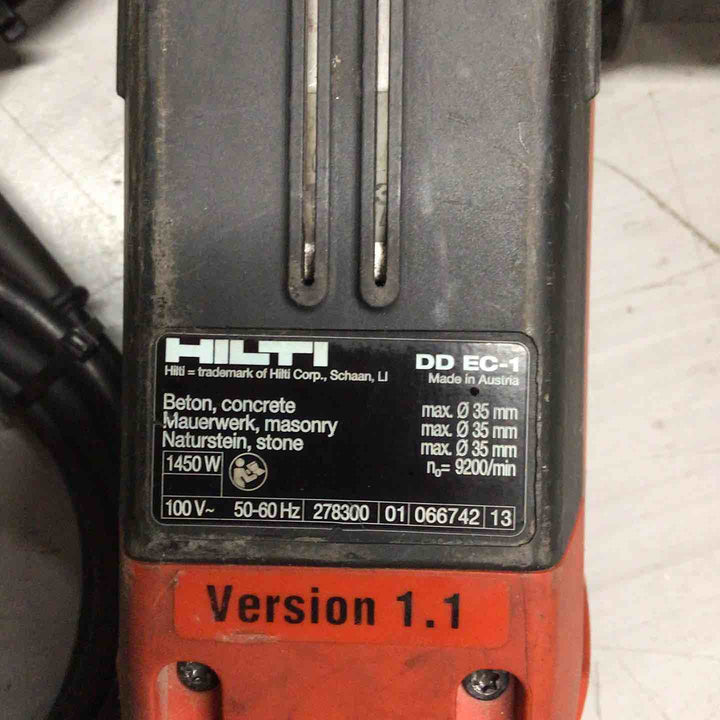 HILTI DD EC-1
Hilti = trademark of Hilti Corp., Schaan, LI Made in Austria
Beton, concrete max. Ø 35 mm
Mauerwerk, masonry max. Ø 35 mm
Naturstein, stone max. Ø 35 mm
1450 W n₀= 9200/min
100 V~ 50-60 Hz 278300 01 066742 13
Version 1.1